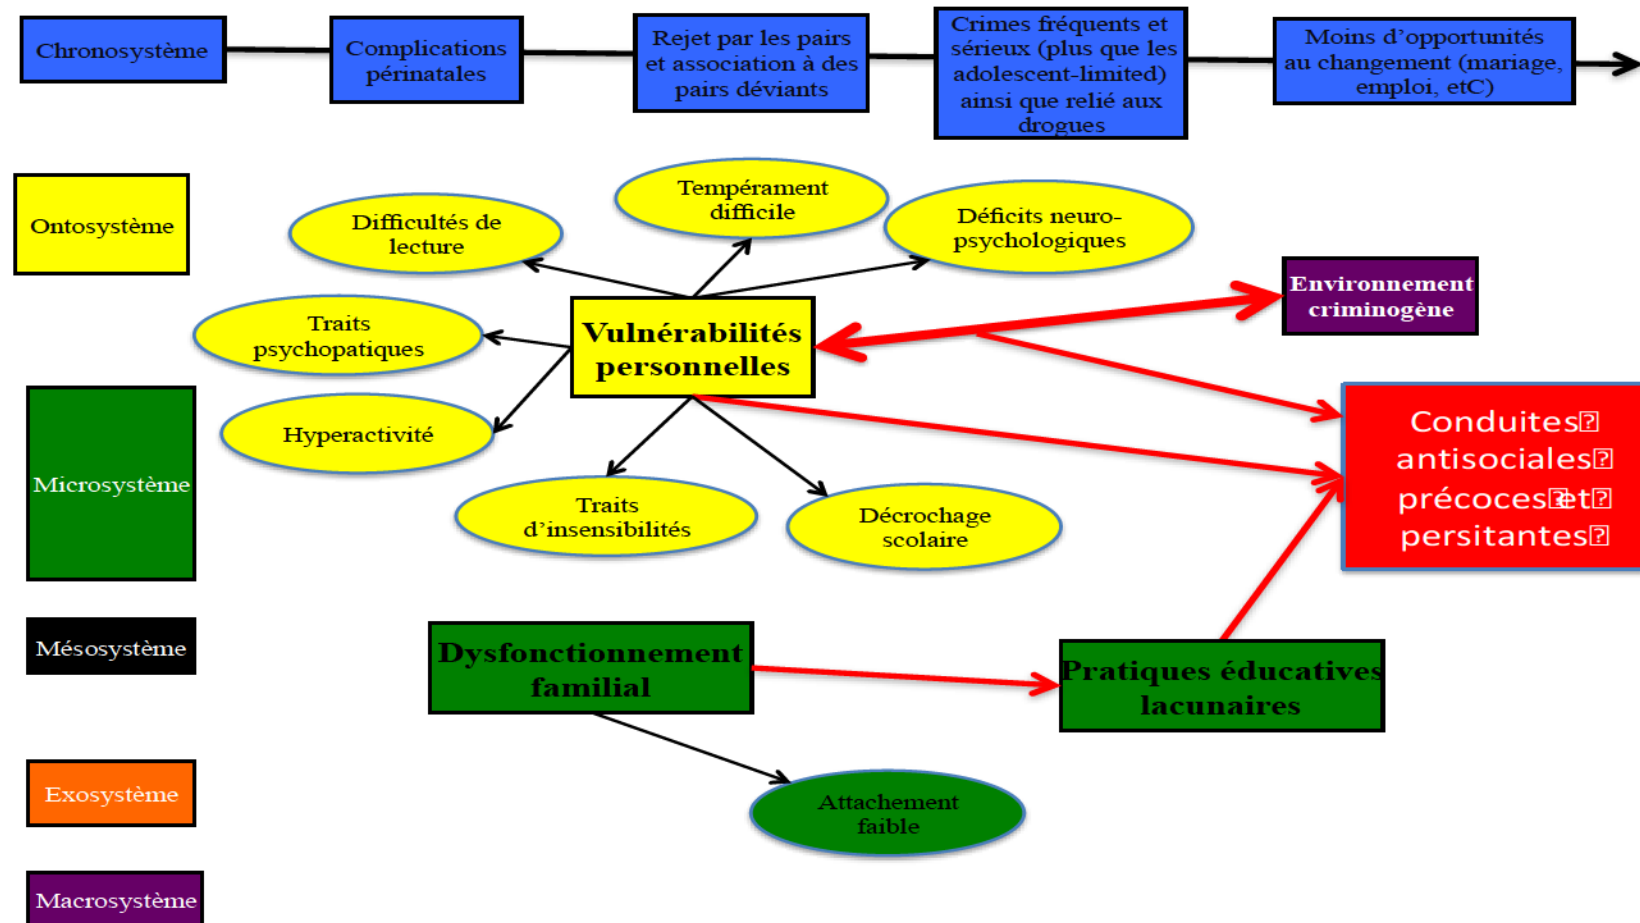 Chronosystème
Complications
périnatales
Rejet par les pairs
et association à des
pairs déviants
Crimes fréquents et
sérieux (plus que les
adolescent-limited)
ainsi que relié aux
drogues
Moins d’opportunités
au changement (mariage,
emploi, etC)
Ontosystème
Difficultés de
lecture
Tempérament
difficile
Déficits neuro-
psychologiques
Environnement
criminogène
Traits
psychopatiques
Vulnérabilités
personnelles
Hyperactivité
Conduites
antisociales
précoces et
persitantes
Microsystème
Traits
d’insensibilités
Décrochage
scolaire
Mésosystème
Dysfonctionnement
familial
Pratiques éducatives
lacunaires
Exosystème
Attachement
faible
Macrosystème